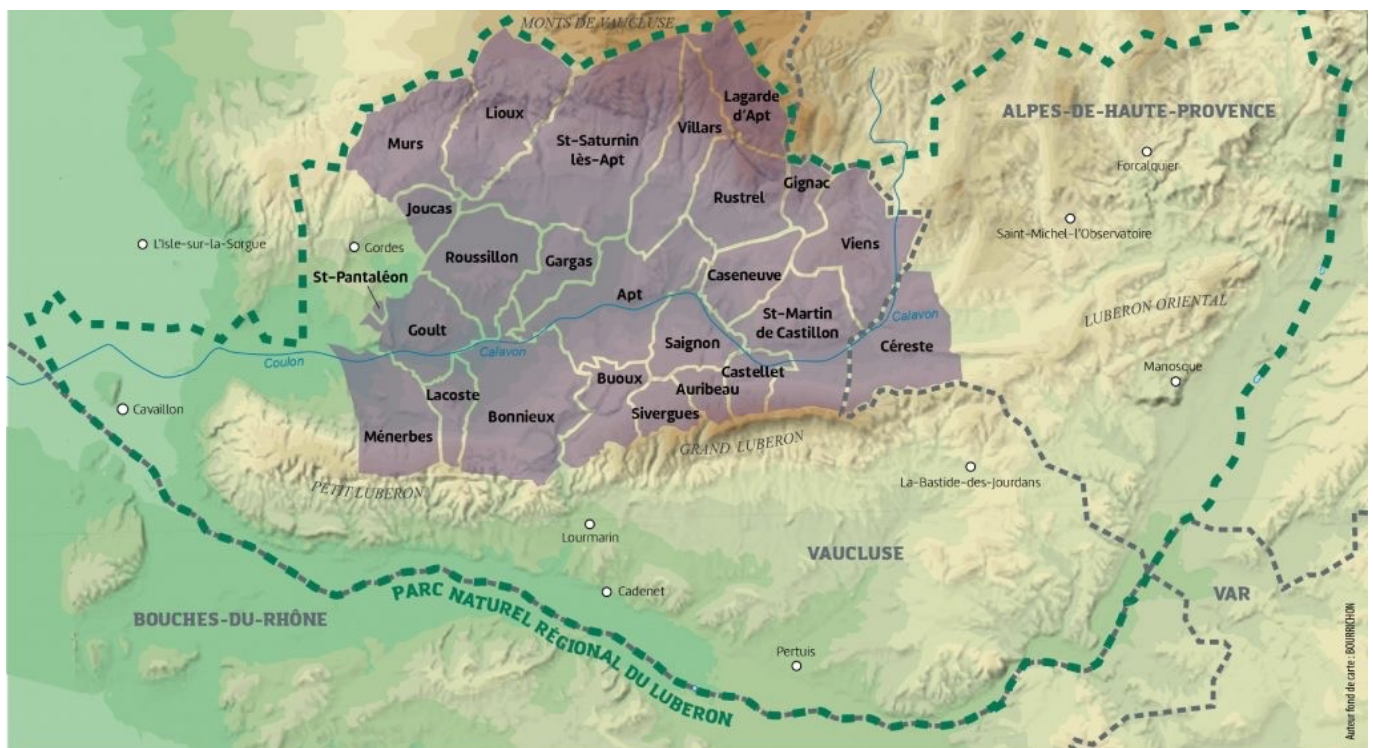 MONTS DE VAUCLUSE
Lagarde
d'Apt
Lioux
ALPES-DE-HAUTE-PROVENCE
Villars
St-Saturnin
lès-Apt
Murs
Forcalquier
Gignac
Rustrel
Joucas
Saint-Michel-l'Observatoire
L'Isle-sur-la-Sorgue
Gordes
Viens
Roussillon
Gargas
St-Pantaléon
Caseneuve
Apt
LUBERON ORIENTAL
St-Martin
de Castillon
Calavon
Goult
Saignon
Céreste
Calavon
Coulon
Manosque
Castellet
Buoux
Auribeau
Lacoste
Cavaillon
Bonnieux
Sivergues
Ménerbes
GRAND LUBERON
La-Bastide-des-Jourdans
PETIT LUBERON
Lourmarin
VAUCLUSE
Cadenet
VAR
BOUCHES-DU-RHÔNE
PARC NATUREL RÉGIONAL DU LUBERON
Pertuis
Auteur fond de carte : BOURRICHON